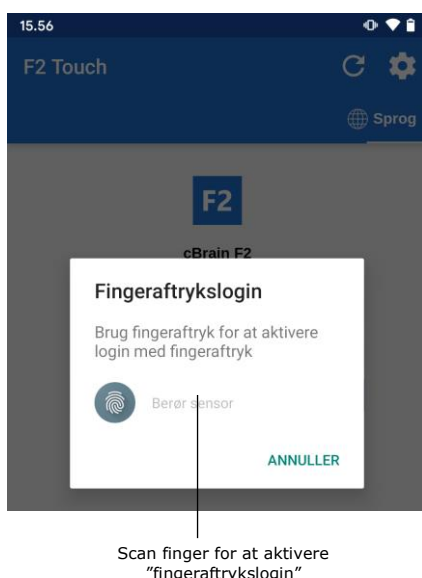 15.56
F2 Touch
Sprog
F2
cBrain F2
Fingeraftrykslogin
Brug fingeraftryk for at aktivere
login med fingeraftryk
Berør sensor
ANNULLER
Scan finger for at aktivere
”fingeraftrykslogin”